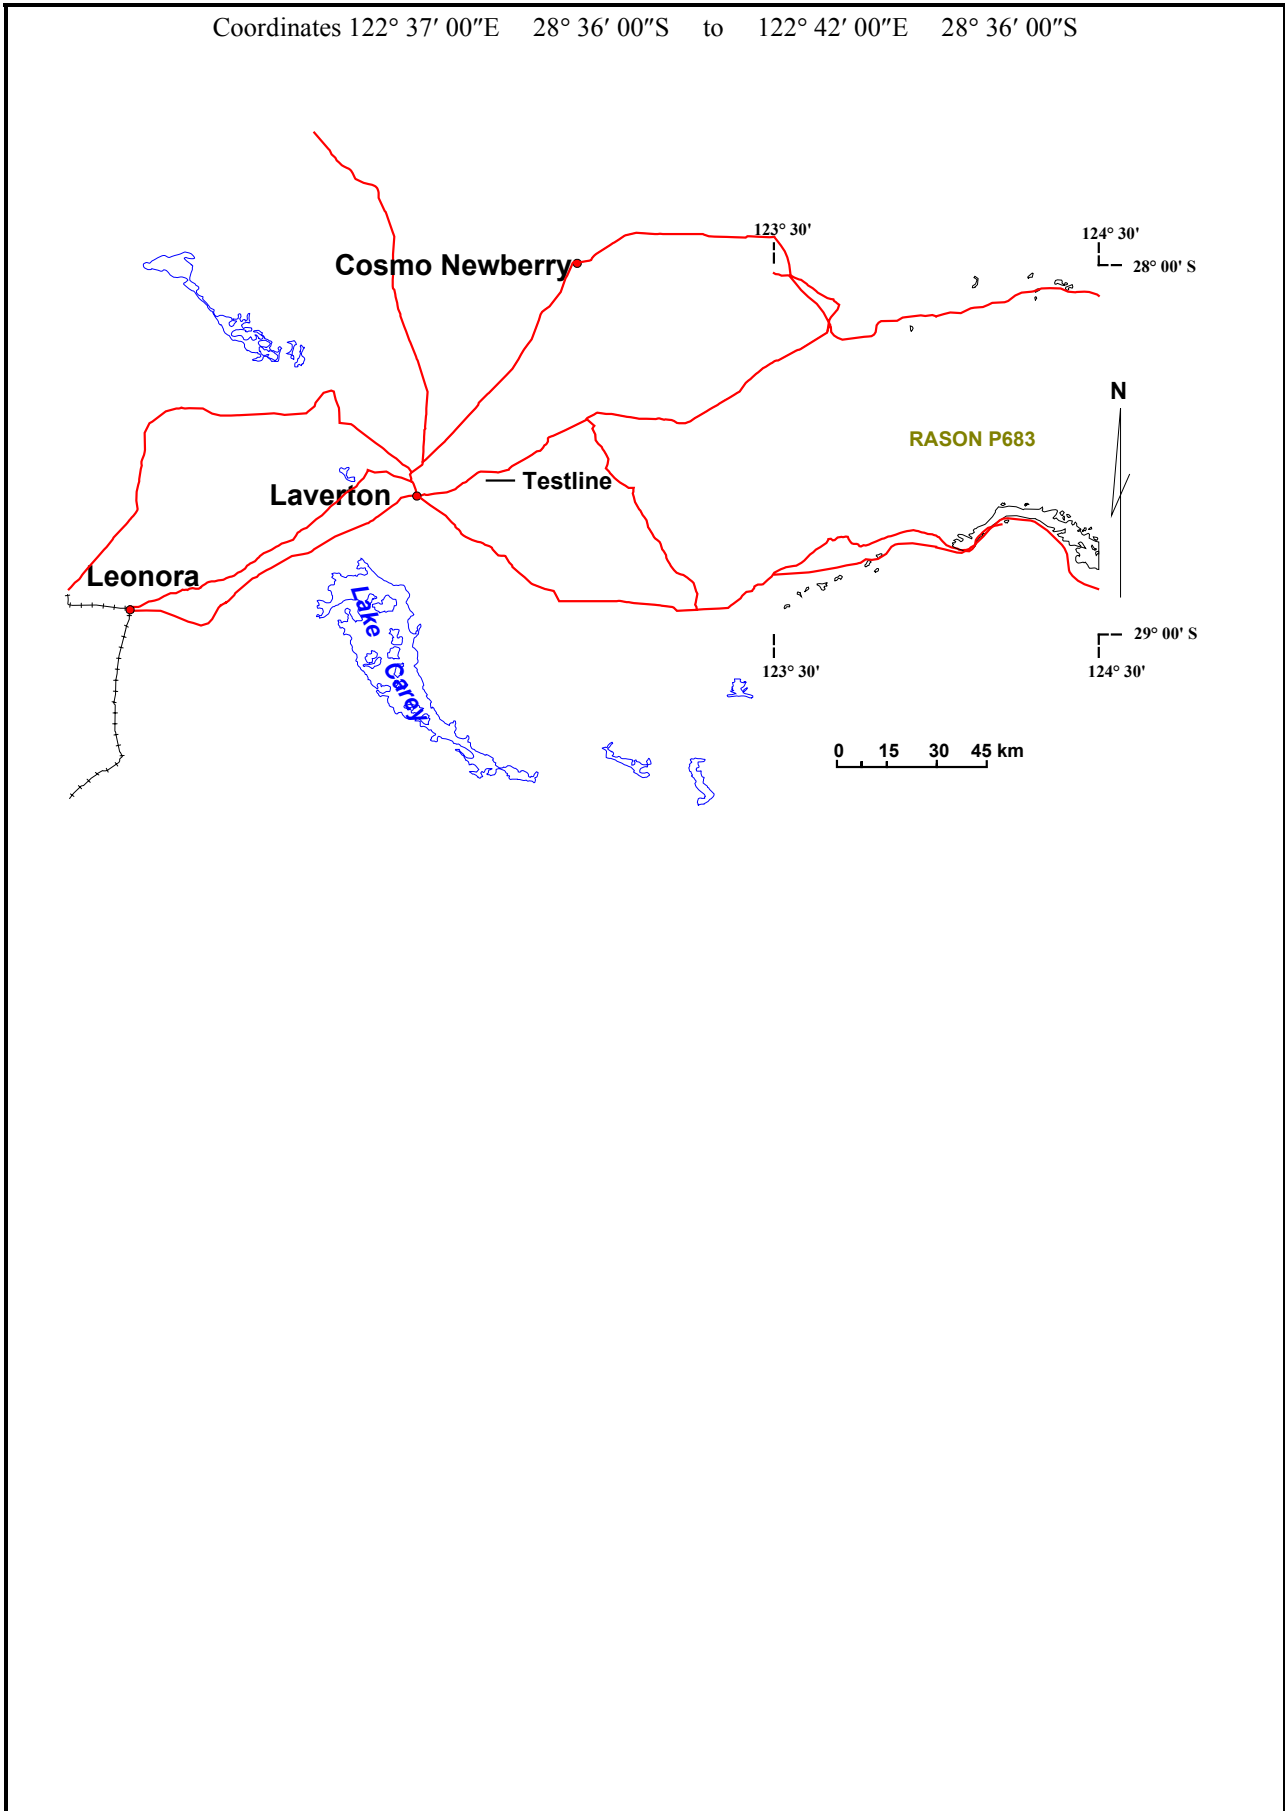 Coordinates 122° 37′ 00″E 28° 36′ 00″S to 122° 42′ 00″E 28° 36′ 00″S
123° 30'
124° 30'
28° 00' S
Cosmo Newberry
N
RASON P683
Testline
Laverton
Leonora
Lake Carey
29° 00' S
123° 30'
124° 30'
0 15 30 45 km